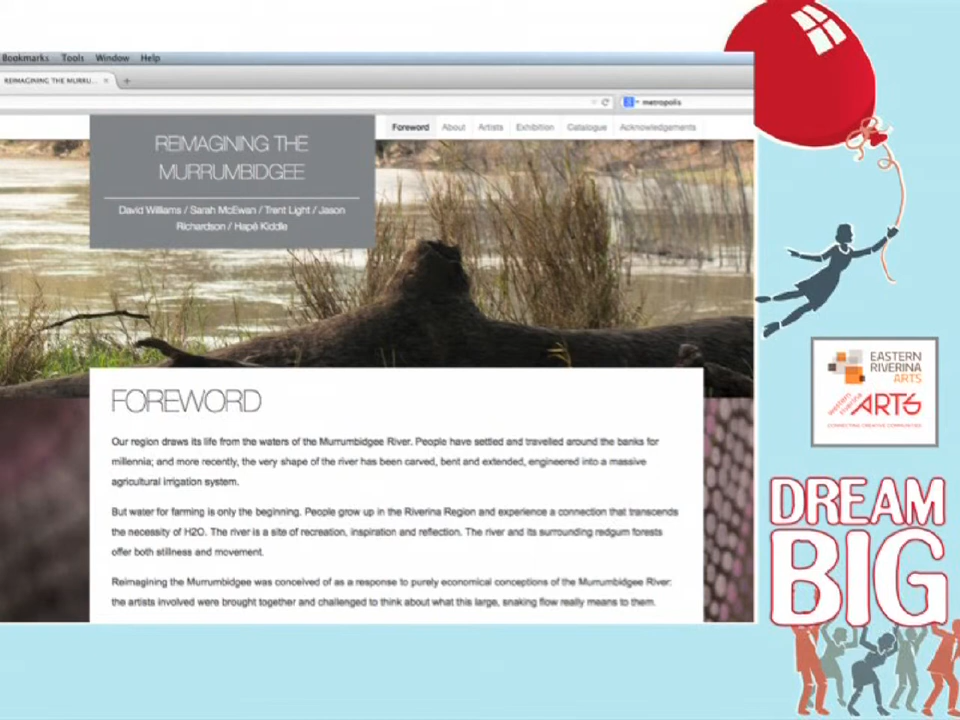 Bookmarks Tools Window Help
REIMAGINING THE MURRU...
metropolis
REIMAGINING THE
MURRUMBIDGEE
David Williams / Sarah McEwan / Trent Light / Jason
Richardson / Hapé Kiddle
Foreword About Artists Exhibition Catalogue Acknowledgements
FOREWORD
Our region draws its life from the waters of the Murrumbidgee River. People have settled and travelled around the banks for
millennia; and more recently, the very shape of the river has been carved, bent and extended, engineered into a massive
agricultural irrigation system.
But water for farming is only the beginning. People grow up in the Riverina Region and experience a connection that transcends
the necessity of H2O. The river is a site of recreation, inspiration and reflection. The river and its surrounding redgum forests
offer both stillness and movement.
Reimagining the Murrumbidgee was conceived of as a response to purely economical conceptions of the Murrumbidgee River:
the artists involved were brought together and challenged to think about what this large, snaking flow really means to them.
EASTERN
RIVERINA
ARTS
western
riverina
ARTS
CONNECTING CREATIVE COMMUNITIES
DREAM
BIG